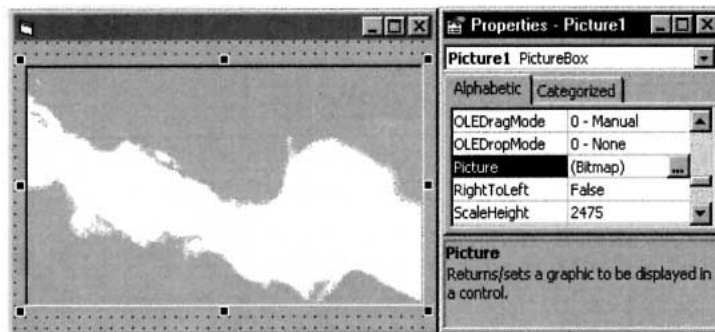 Properties - Picture1
Picture1 PictureBox
Alphabetic Categorized
OLEDragMode 0 - Manual
OLEDropMode 0 - None
Picture (Bitmap) ...
RightToLeft False
ScaleHeight 2475
Picture
Returns/sets a graphic to be displayed in
a control.